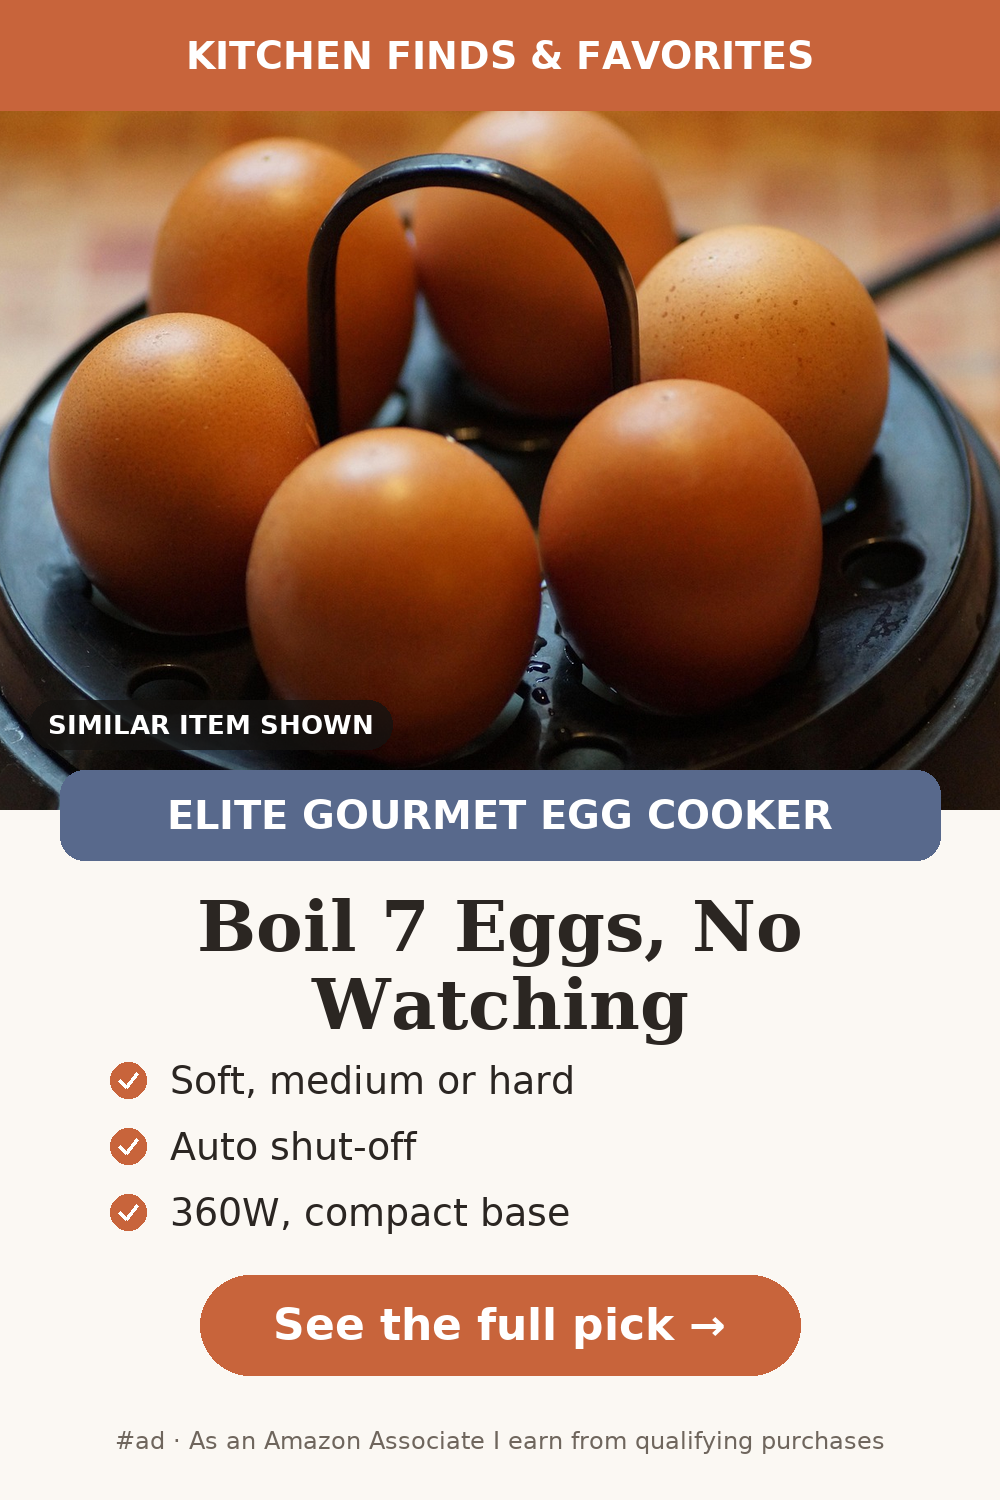 KITCHEN FINDS & FAVORITES
SIMILAR ITEM SHOWN
ELITE GOURMET EGG COOKER
Boil 7 Eggs, No
Watching
Soft, medium or hard
Auto shut-off
360W, compact base
See the full pick →
#ad · As an Amazon Associate I earn from qualifying purchases